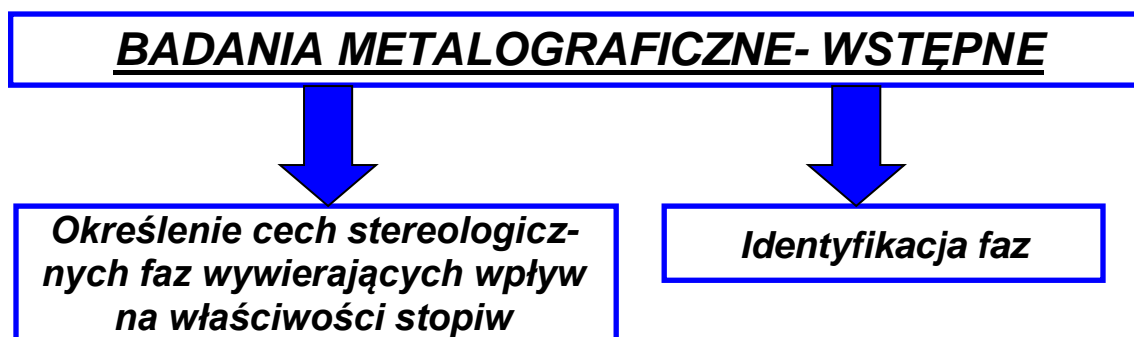 BADANIA METALOGRAFICZNE- WSTĘPNE
Określenie cech stereologicz-
nych faz wywierających wpływ
na właściwości stopiw
Identyfikacja faz